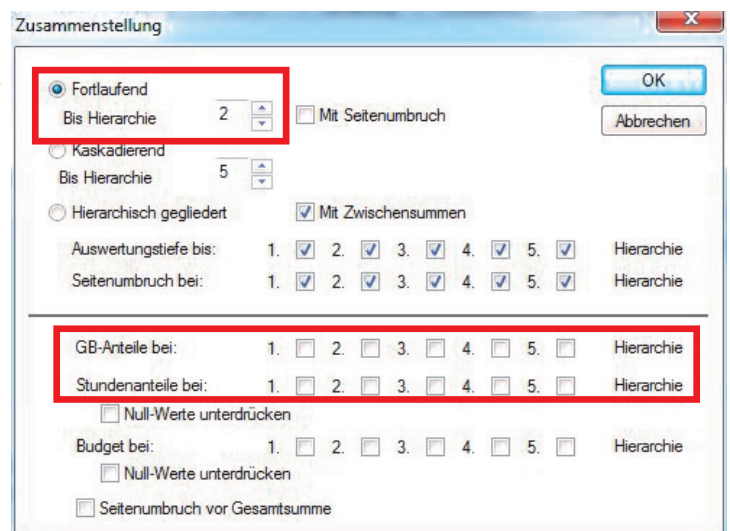 Zusammenstellung
Fortlaufend
OK
Bis Hierarchie 2 Mit Seitenumbruch
Abbrechen
Kaskadierend
Bis Hierarchie 5
Hierarchisch gegliedert Mit Zwischensummen
Auswertungstiefe bis: 1. 2. 3. 4. 5. Hierarchie
Seitenumbruch bei: 1. 2. 3. 4. 5. Hierarchie
GB-Anteile bei: 1. 2. 3. 4. 5. Hierarchie
Stundenanteile bei: 1. 2. 3. 4. 5. Hierarchie
Null-Werte unterdrücken
Budget bei: 1. 2. 3. 4. 5. Hierarchie
Null-Werte unterdrücken
Seitenumbruch vor Gesamtsumme